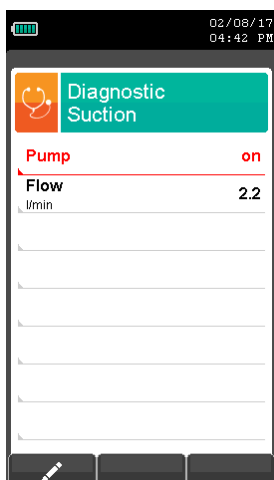 02/08/17
04:42 PM
Diagnostic
Suction
Pump on
Flow 2.2
l/min